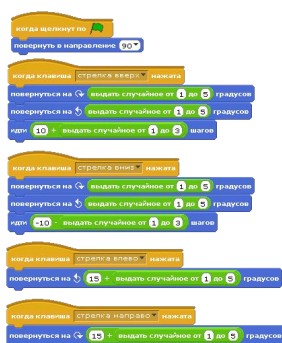 когда щелкнут по
повернуть в направление 90
когда клавиша стрелка вверх нажата
повернуться на выдать случайное от 1 до 5 градусов
повернуться на выдать случайное от 1 до 5 градусов
идти 10 + выдать случайное от 1 до 3 шагов
когда клавиша стрелка вниз нажата
повернуться на выдать случайное от 1 до 5 градусов
повернуться на выдать случайное от 1 до 5 градусов
идти -10 - выдать случайное от 1 до 3 шагов
когда клавиша стрелка влево нажата
повернуться на 15 + выдать случайное от 1 до 5 градусов
когда клавиша стрелка направо нажата
повернуться на 15 + выдать случайное от 1 до 5 градусов